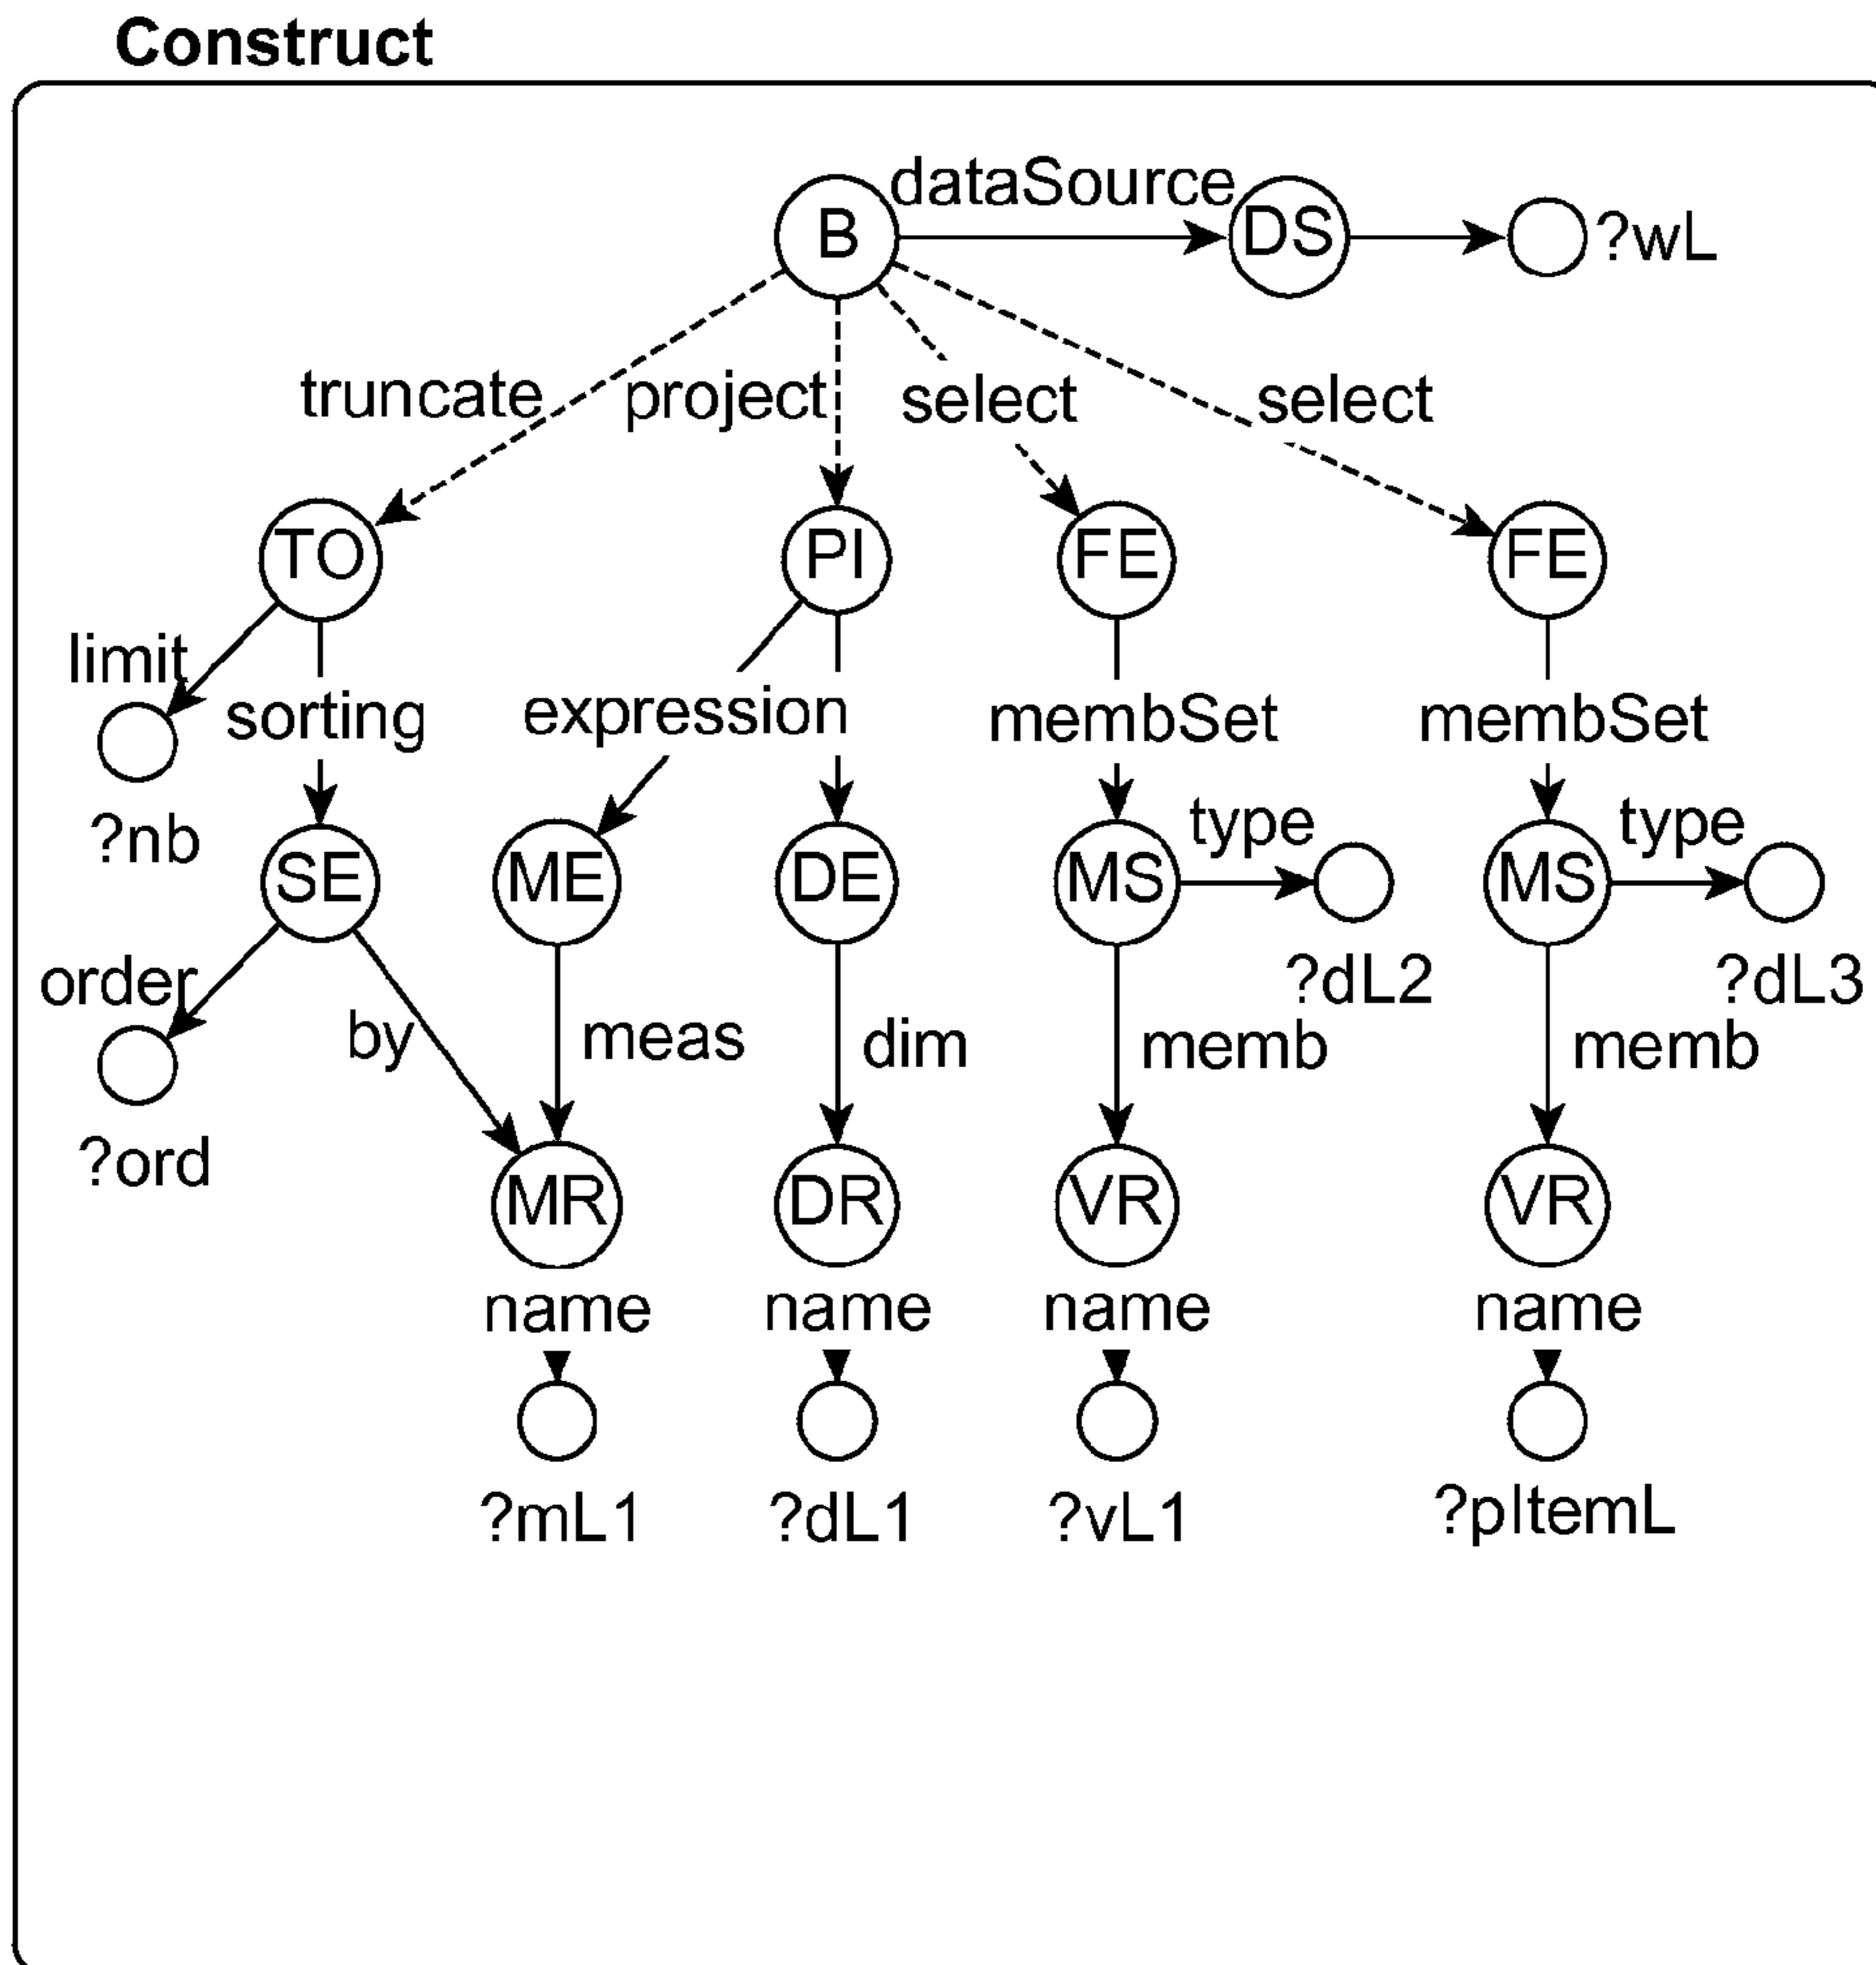 Construct
dataSource
B
DS
?wL
truncate
project
select
select
TO
PI
FE
FE
limit
sorting
expression
membSet
membSet
?nb
type
type
SE
ME
DE
MS
MS
order
?dL2
?dL3
by
meas
dim
memb
memb
?ord
MR
DR
VR
VR
name
name
name
name
?mL1
?dL1
?vL1
?pItemL